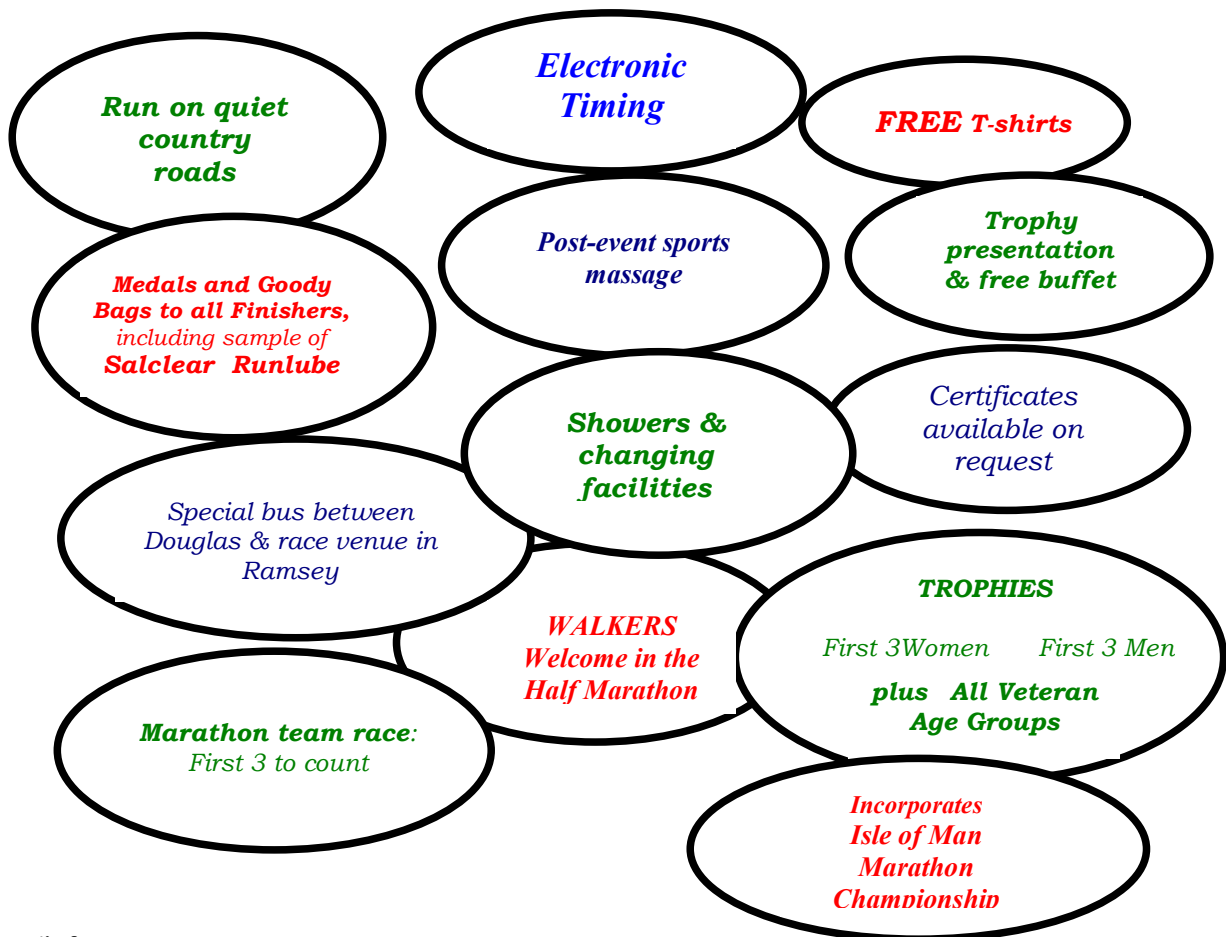 Run on quiet
country
roads
Electronic
Timing
FREE T-shirts
Medals and Goody
Bags to all Finishers,
including sample of
Salclear Runlube
Post-event sports
massage
Trophy
presentation
& free buffet
Showers &
changing
facilities
Certificates
available on
request
Special bus between
Douglas & race venue in
Ramsey
WALKERS
Welcome in the
Half Marathon
TROPHIES
First 3Women First 3 Men
plus All Veteran
Age Groups
Marathon team race:
First 3 to count
Incorporates
Isle of Man
Marathon
Championship